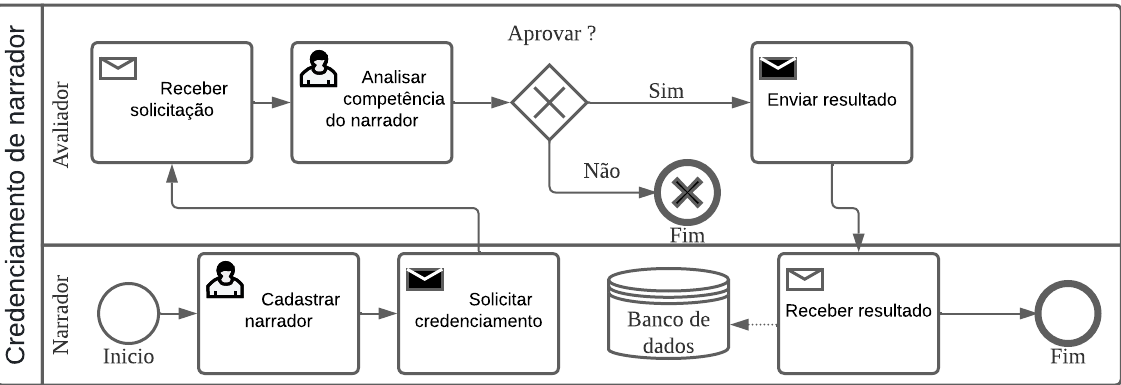 Credenciamento de narrador
Avaliador
Aprovar ?
Receber
solicitação
Analisar
competência
do narrador
Sim
Enviar resultado
Não
Fim
Narrador
Inicio
Cadastrar
narrador
Solicitar
credenciamento
Banco de
dados
Receber resultado
Fim